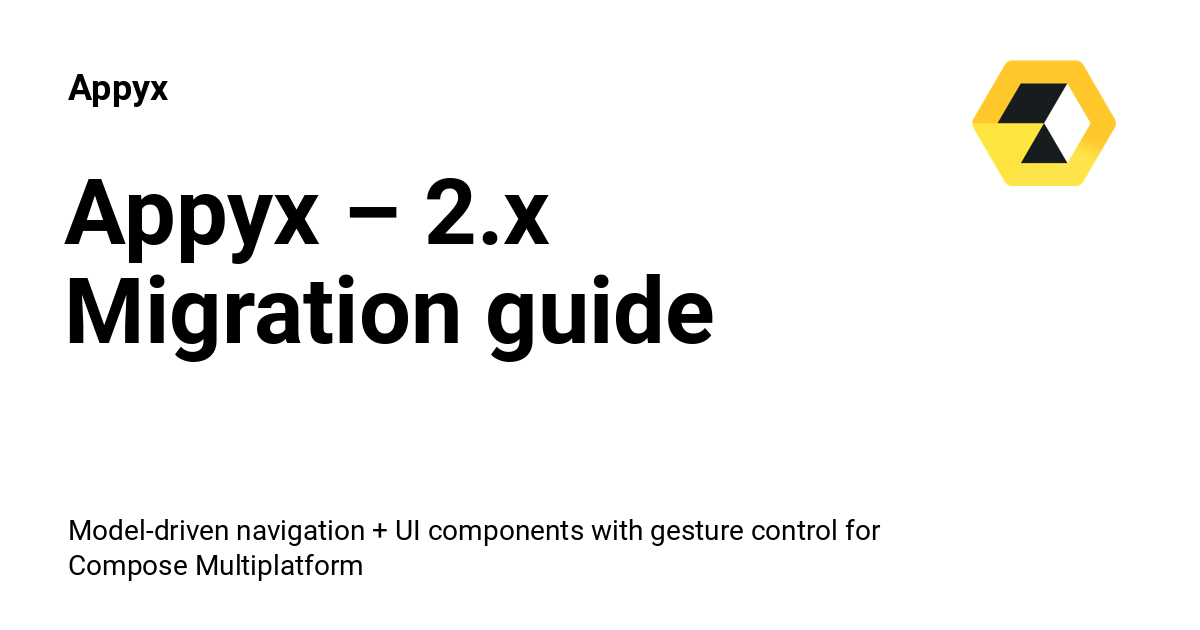 Appyx
Appyx – 2.x
Migration guide
Model-driven navigation + UI components with gesture control for
Compose Multiplatform